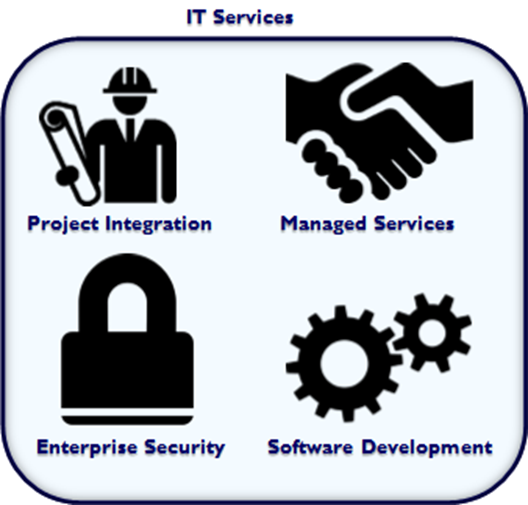 IT Services
Project Integration
Managed Services
Enterprise Security
Software Development